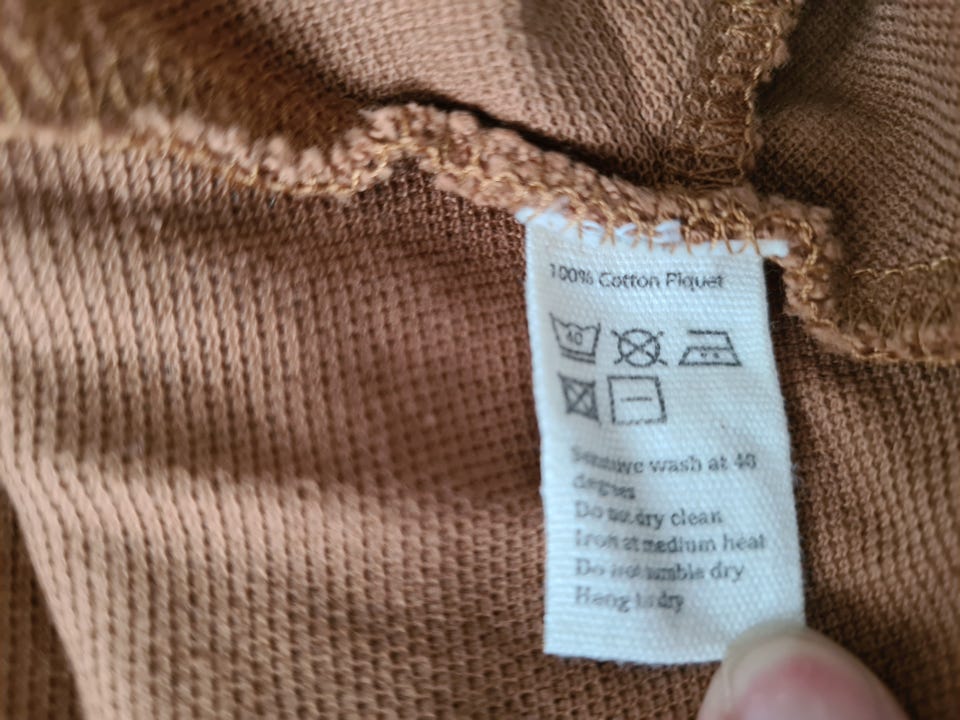 100% Cotton Piquet
40
Sensitive wash at 40
degrees
Do not dry clean
Iron at medium heat
Do not tumble dry
Hang to dry